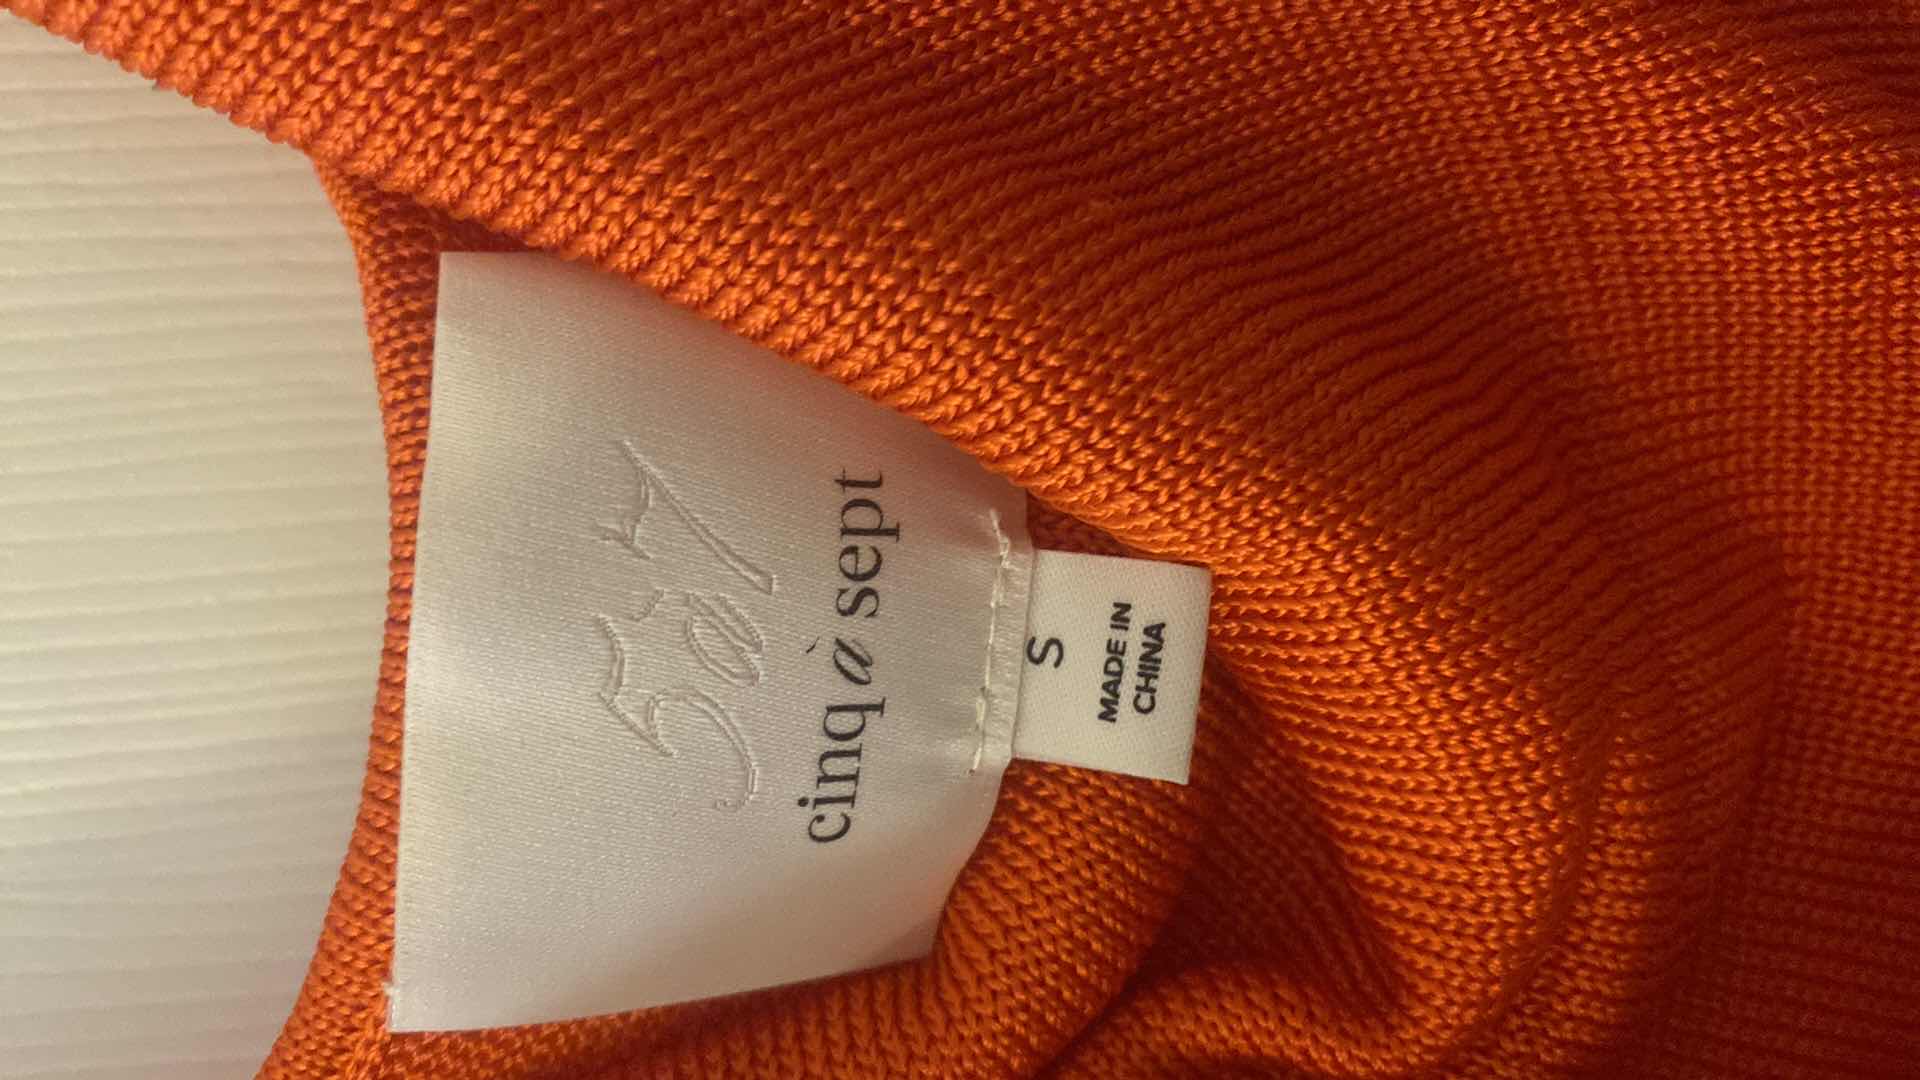 5à7
cinq à sept
S
MADE IN
CHINA